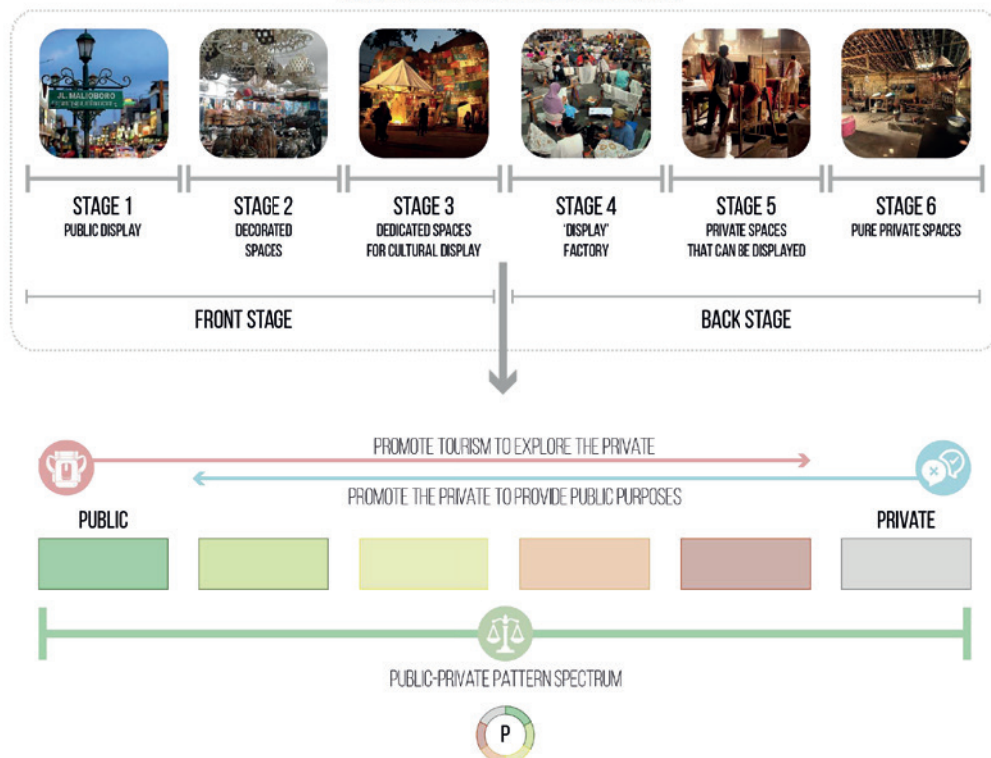 JL. MALIOBORO
STAGE 1
PUBLIC DISPLAY
STAGE 2
DECORATED
SPACES
STAGE 3
DEDICATED SPACES
FOR CULTURAL DISPLAY
STAGE 4
'DISPLAY'
FACTORY
STAGE 5
PRIVATE SPACES
THAT CAN BE DISPLAYED
STAGE 6
PURE PRIVATE SPACES
FRONT STAGE
BACK STAGE
PROMOTE TOURISM TO EXPLORE THE PRIVATE
PROMOTE THE PRIVATE TO PROVIDE PUBLIC PURPOSES
PUBLIC
PRIVATE
PUBLIC-PRIVATE PATTERN SPECTRUM
P